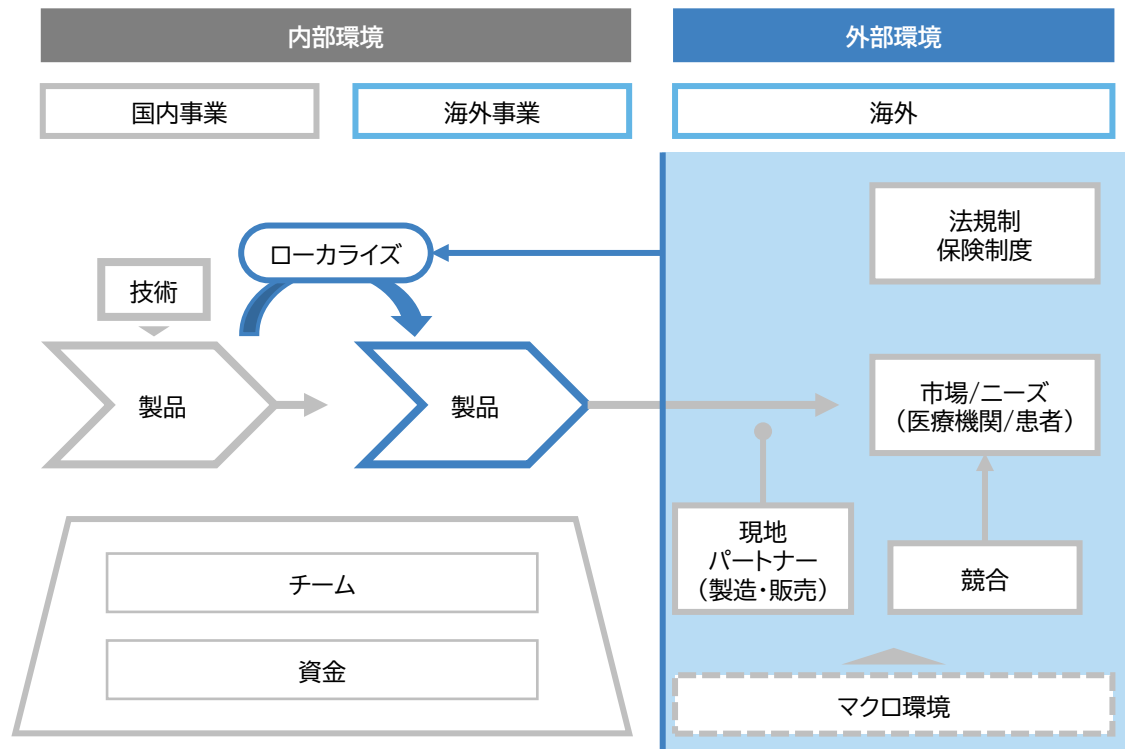 内部環境
外部環境
国内事業
海外事業
海外
法規制
保険制度
ローカライズ
技術
製品
製品
市場/ニーズ
（医療機関/患者）
現地
パートナー
（製造・販売）
競合
チーム
資金
マクロ環境